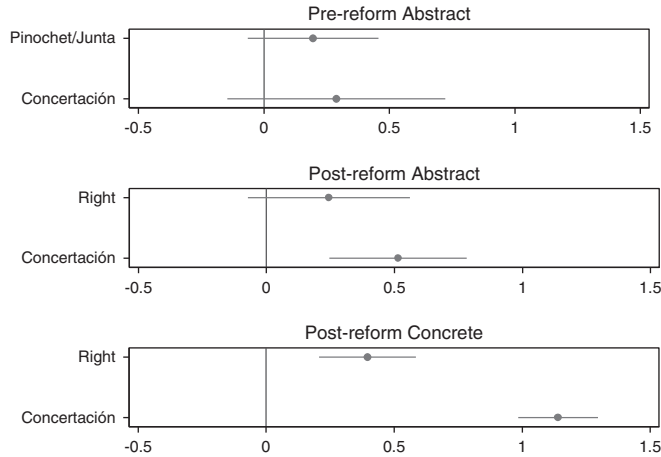 Pre-reform Abstract
Pinochet/Junta
Concertación
-0.5 0 0.5 1 1.5
Post-reform Abstract
Right
Concertación
-0.5 0 0.5 1 1.5
Post-reform Concrete
Right
Concertación
-0.5 0 0.5 1 1.5